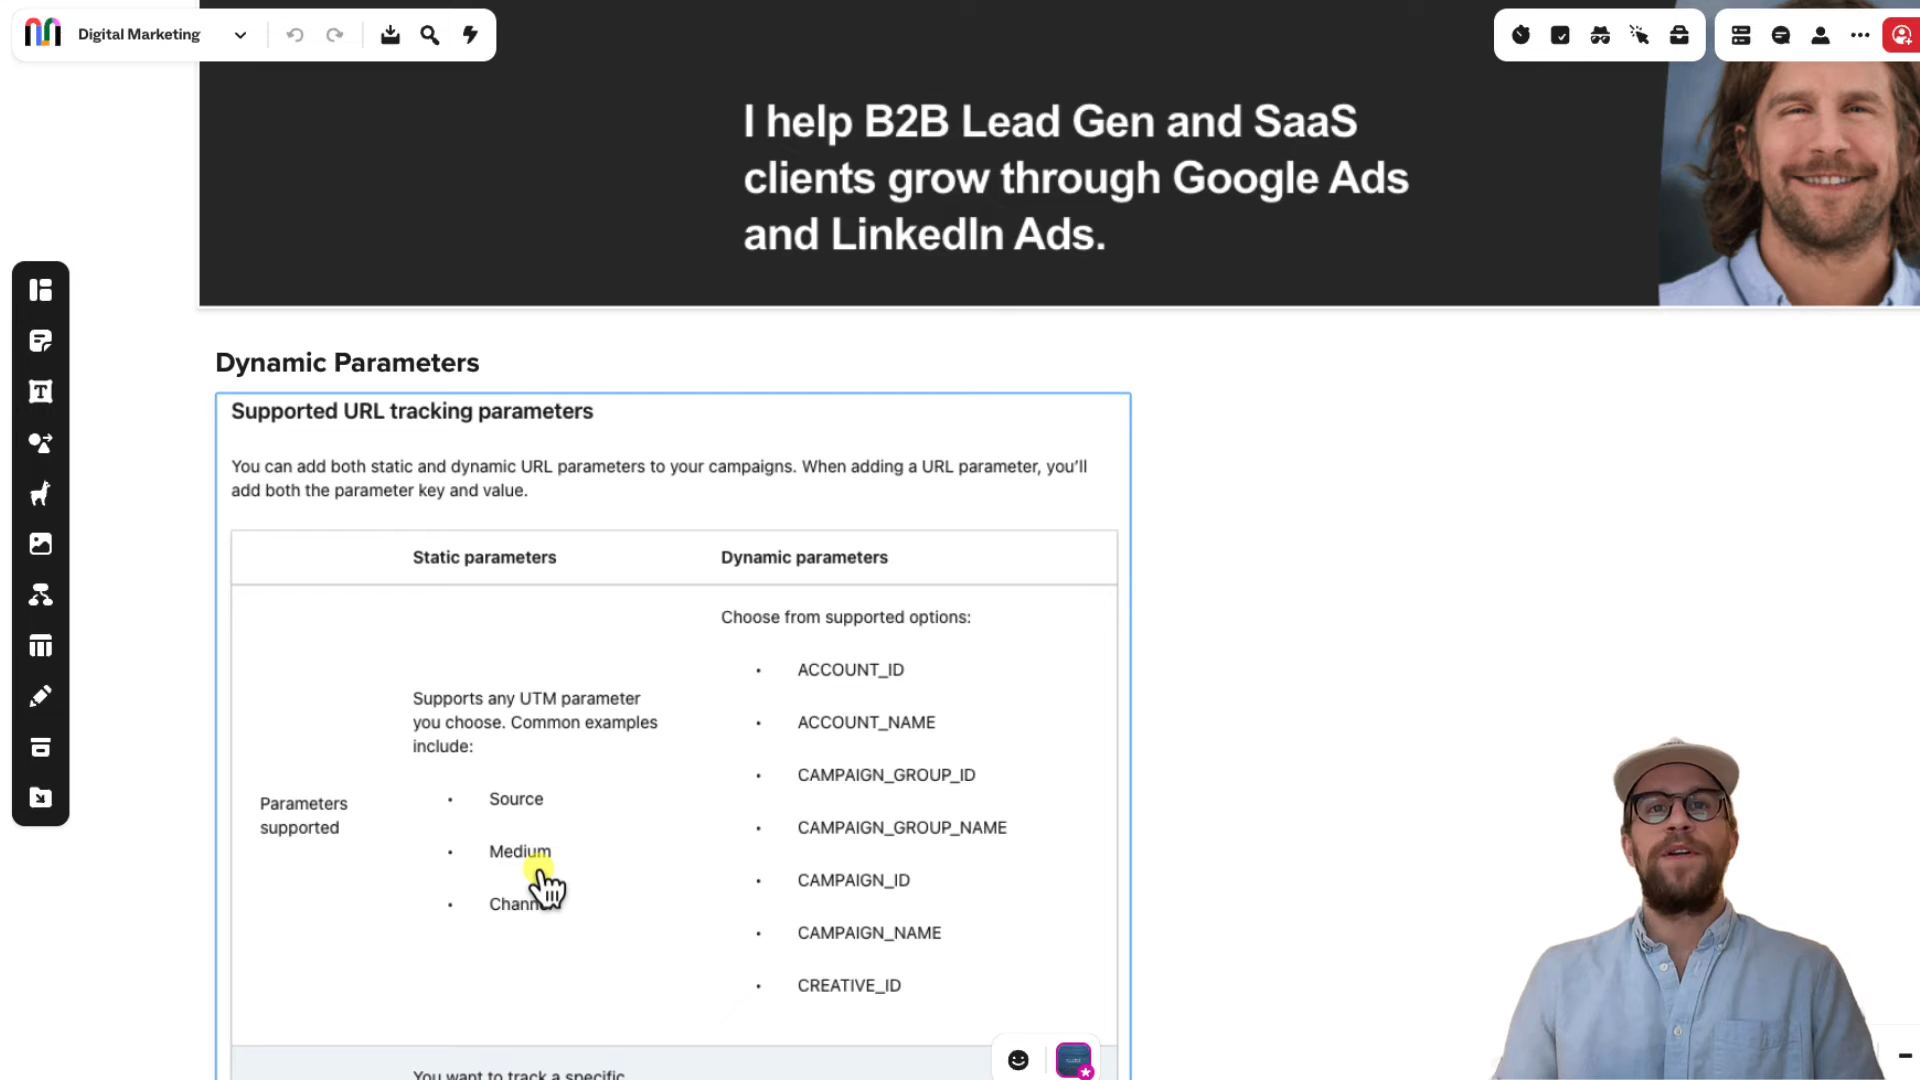 Digital Marketing
I help B2B Lead Gen and SaaS
clients grow through Google Ads
and LinkedIn Ads.
Dynamic Parameters
Supported URL tracking parameters
You can add both static and dynamic URL parameters to your campaigns. When adding a URL parameter, you'll
add both the parameter key and value.
Static parameters
Dynamic parameters
Parameters
supported
Supports any UTM parameter
you choose. Common examples
include:
• Source
• Medium
•
Choose from supported options:
• ACCOUNT_ID
• ACCOUNT_NAME
• CAMPAIGN_GROUP_ID
• CAMPAIGN_GROUP_NAME
• CAMPAIGN_ID
• CAMPAIGN_NAME
• CREATIVE_ID
You want to track a specific